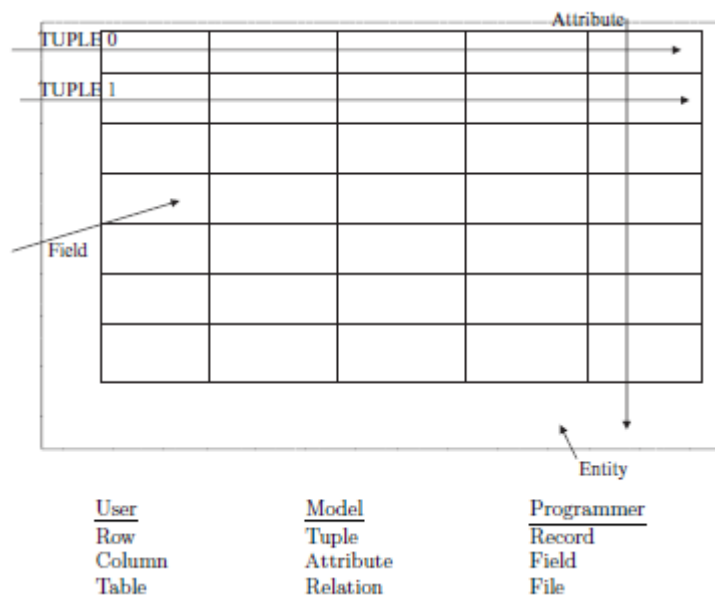 Attribute
TUPLE 0
TUPLE 1
Field
Entity
User Model Programmer
Row Tuple Record
Column Attribute Field
Table Relation File